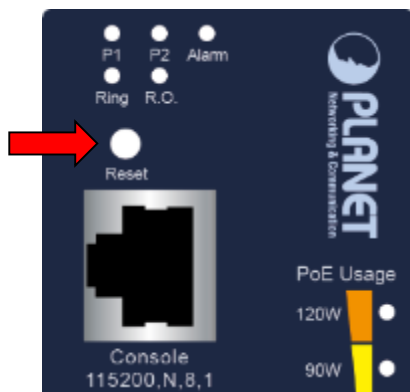 P1 P2 Alarm
Ring R.O.
Reset
PLANET
Networking & Communication
PoE Usage
120W
90W
Console
115200,N,8,1